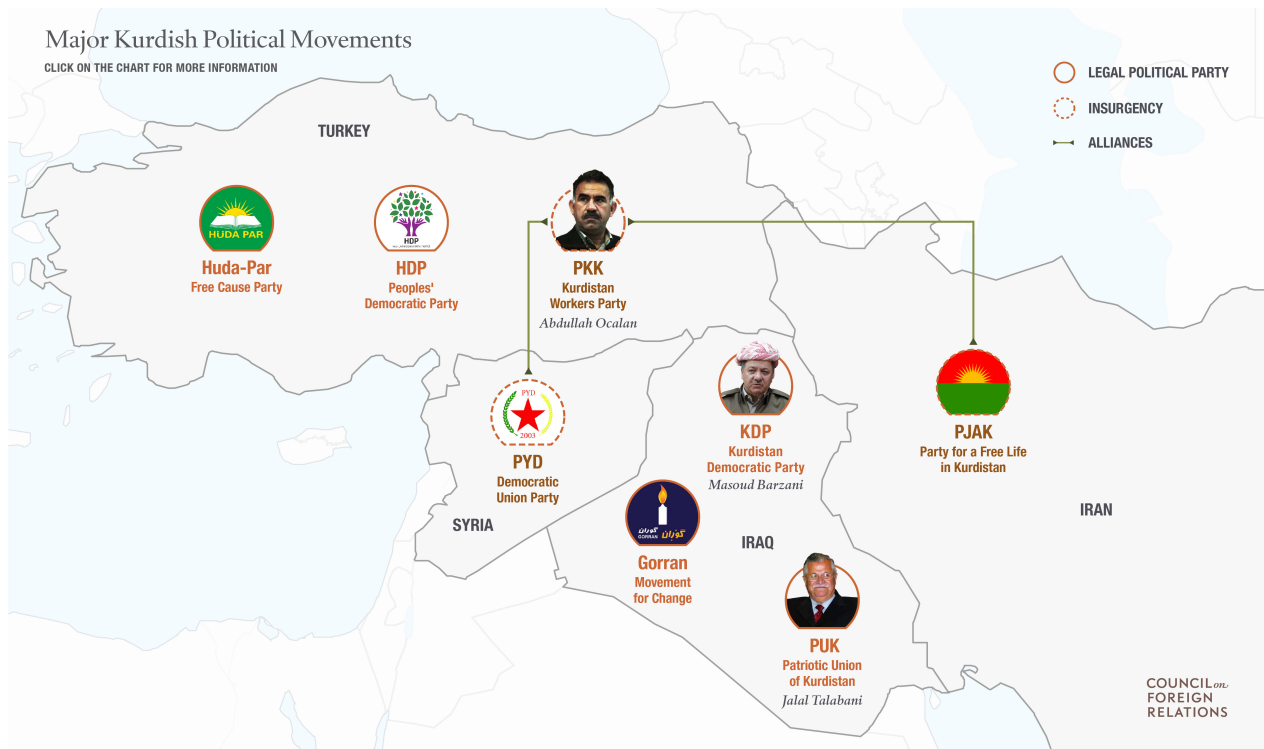 Major Kurdish Political Movements
CLICK ON THE CHART FOR MORE INFORMATION
LEGAL POLITICAL PARTY
INSURGENCY
ALLIANCES
TURKEY
HÜDA PAR
Huda-Par
Free Cause Party
HDP
HDP
Peoples'
Democratic Party
PKK
Kurdistan
Workers Party
Abdullah Ocalan
PYD
2003
PYD
Democratic
Union Party
SYRIA
KDP
Kurdistan
Democratic Party
Masoud Barzani
PJAK
Party for a Free Life
in Kurdistan
IRAN
گۆڕان
GORRAN
گۆڕان
Gorran
Movement
for Change
IRAQ
PUK
Patriotic Union
of Kurdistan
Jalal Talabani
COUNCIL on
FOREIGN
RELATIONS